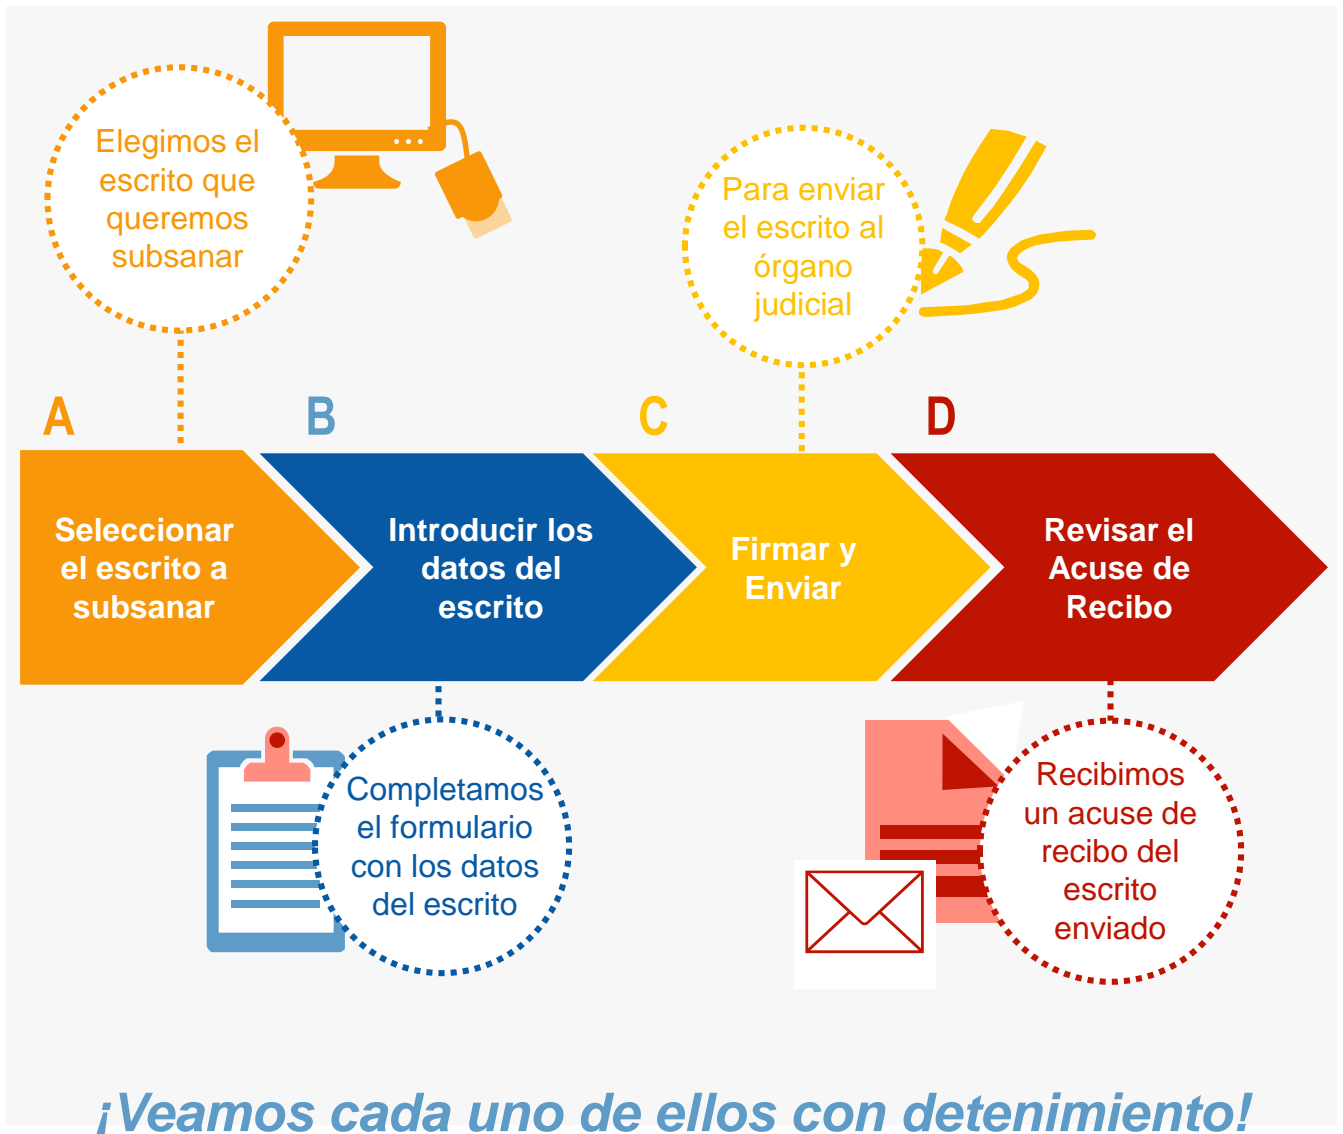 Elegimos el
escrito que
queremos
subsanar
Para enviar
el escrito al
órgano
judicial
A
B
C
D
Seleccionar
el escrito a
subsanar
Introducir los
datos del
escrito
Firmar y
Enviar
Revisar el
Acuse de
Recibo
Completamos
el formulario
con los datos
del escrito
Recibimos
un acuse de
recibo del
escrito
enviado
¡Veamos cada uno de ellos con detenimiento!